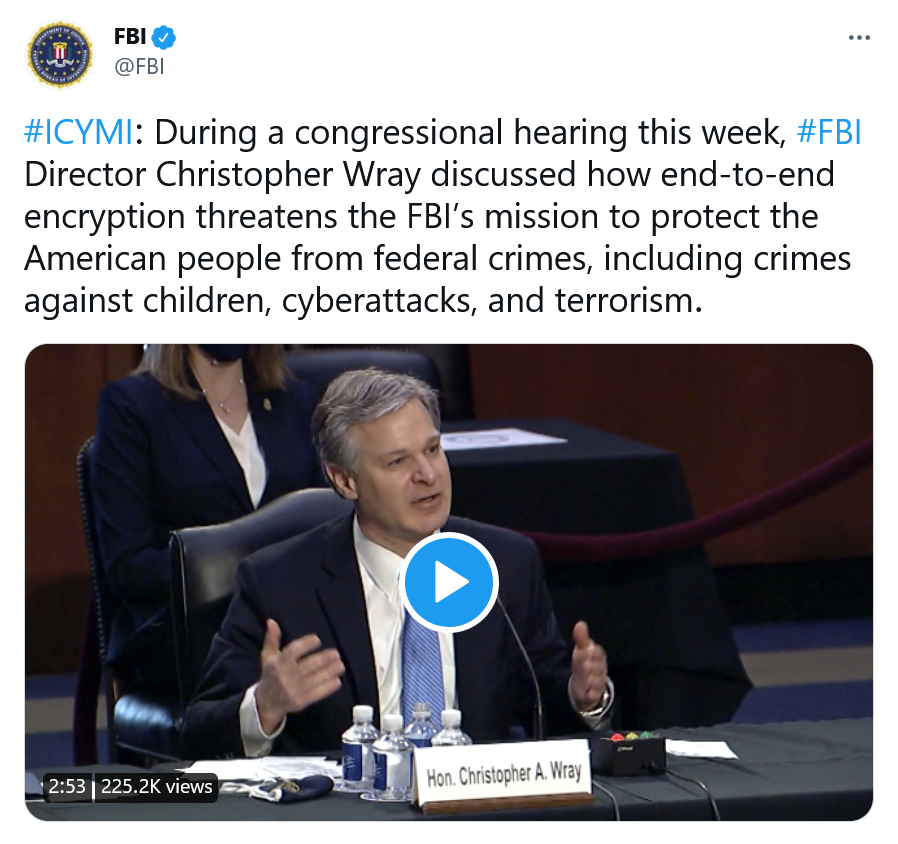 FBI
@FBI
#ICYMI: During a congressional hearing this week, #FBI
Director Christopher Wray discussed how end-to-end
encryption threatens the FBI’s mission to protect the
American people from federal crimes, including crimes
against children, cyberattacks, and terrorism.
Hon. Christopher A. Wray
2:53 | 225.2K views